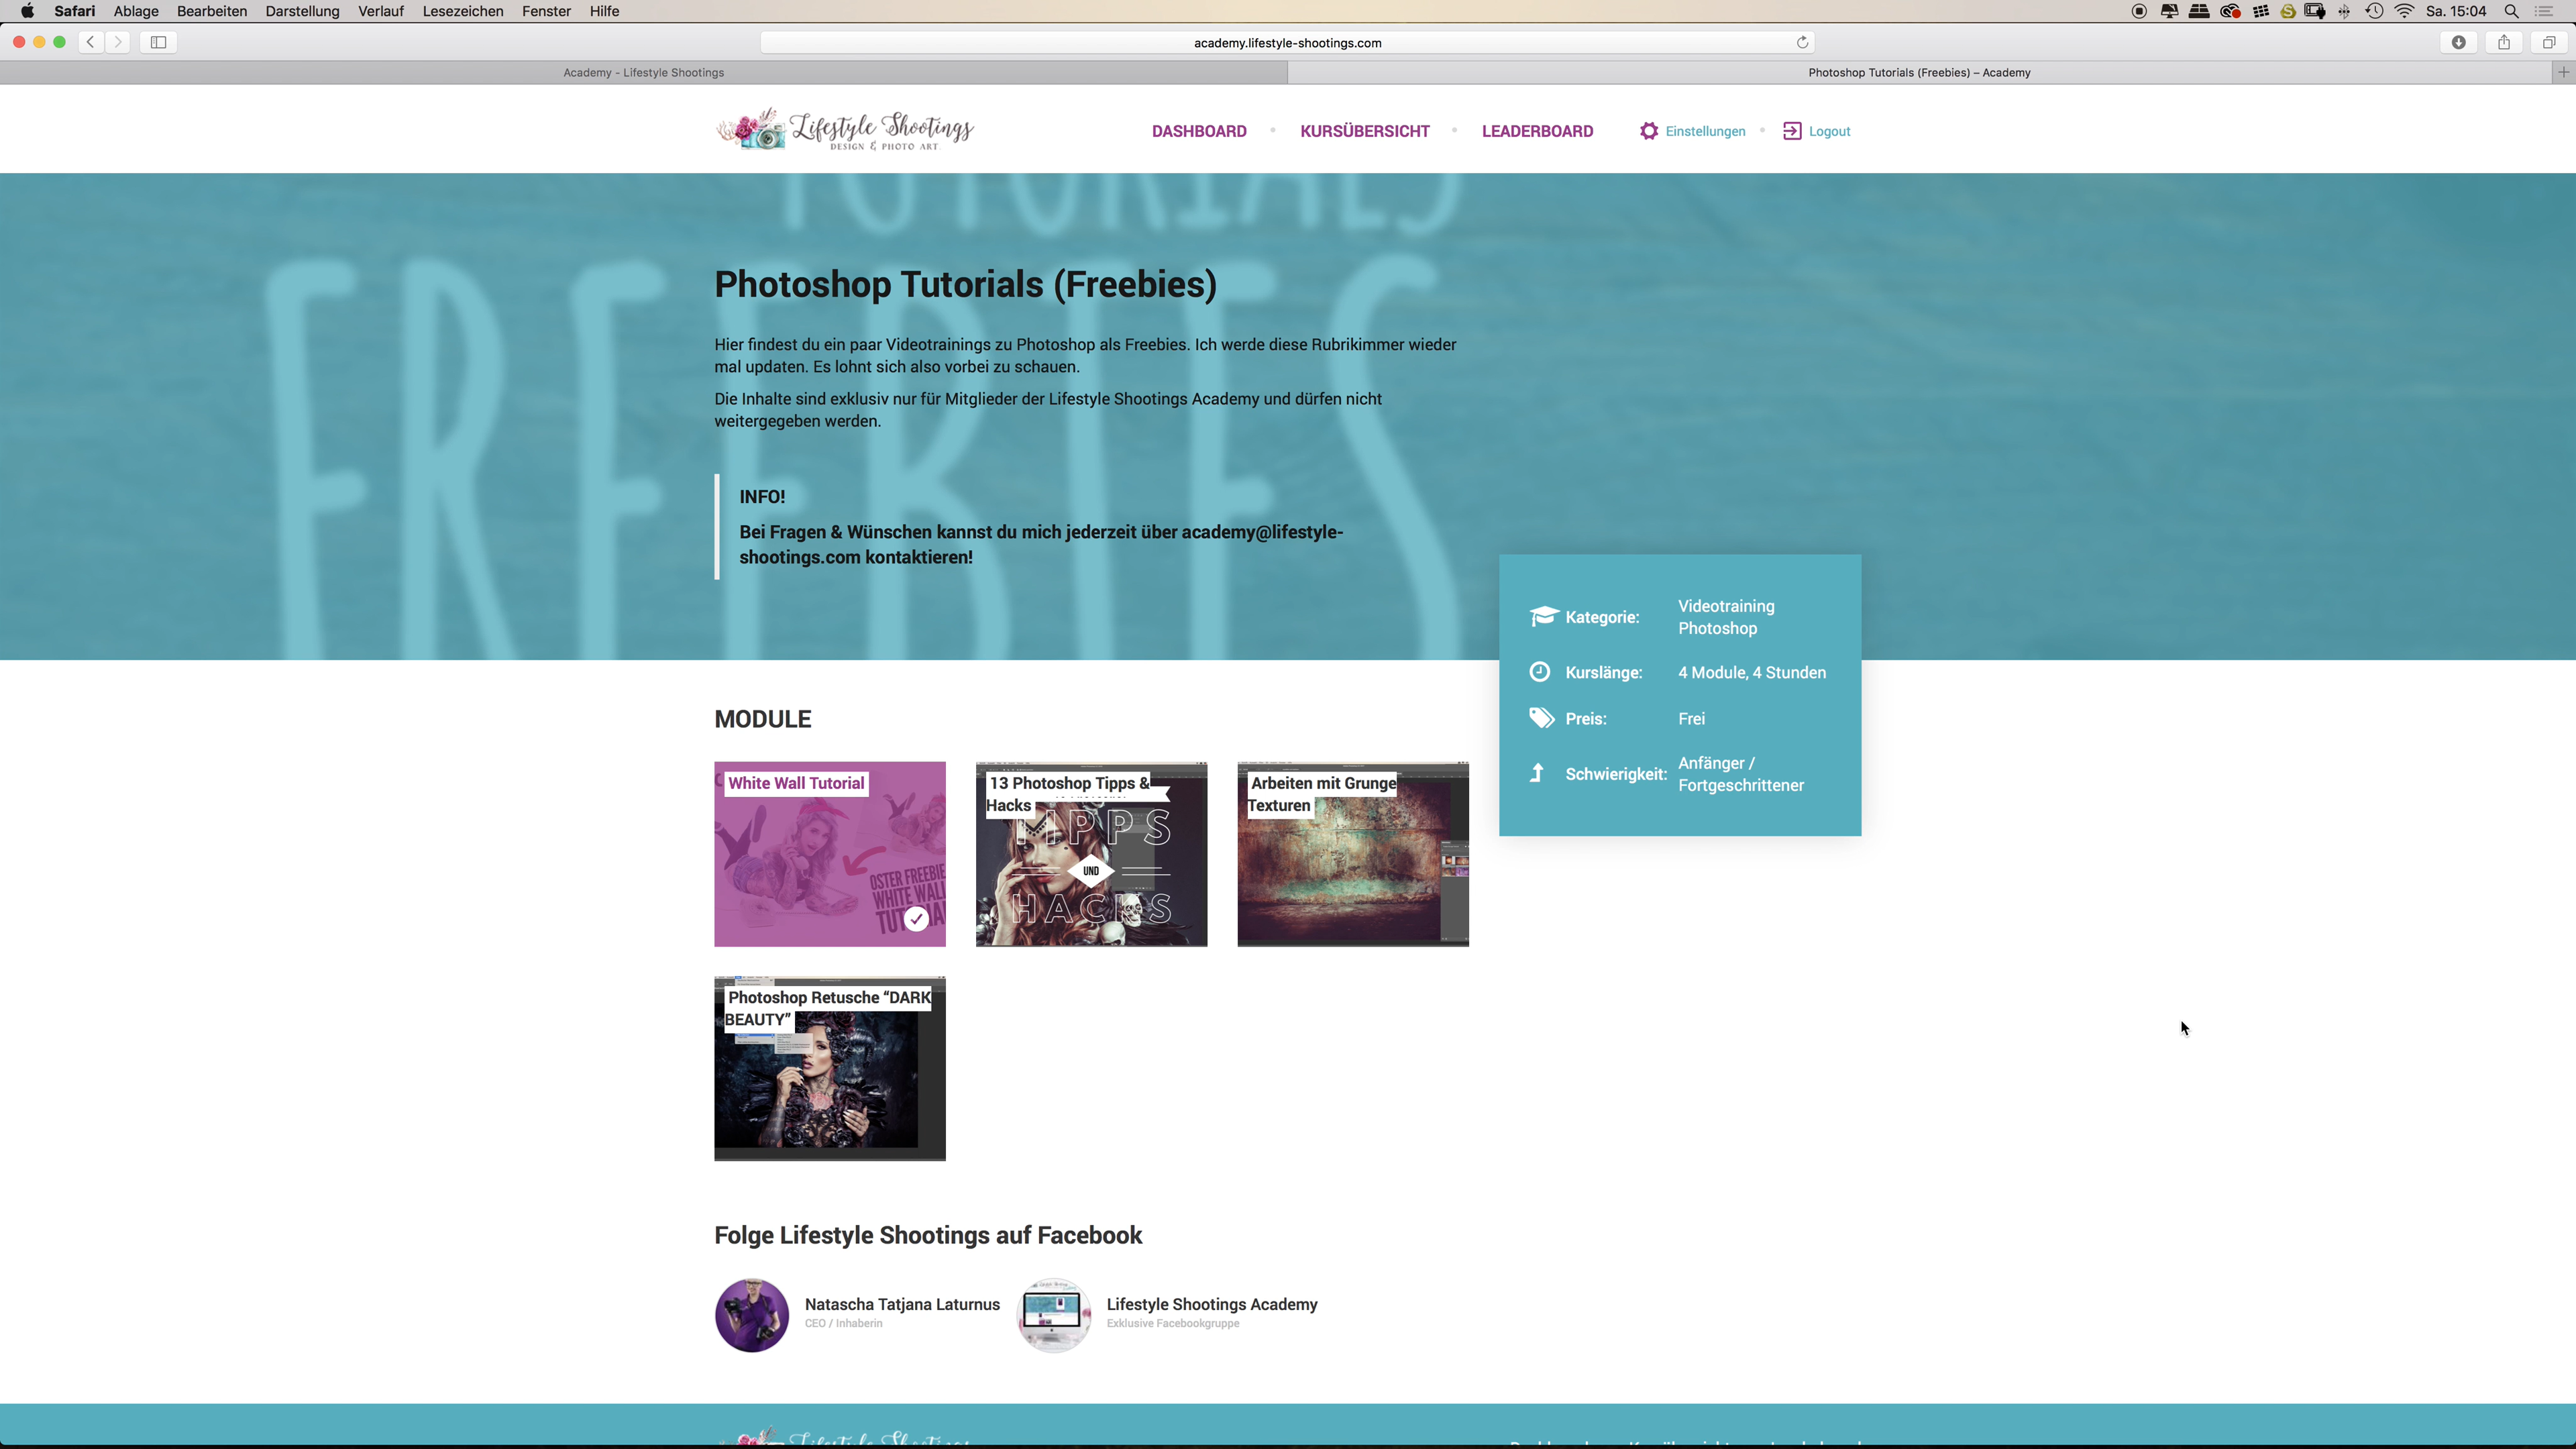 Safari Ablage Bearbeiten Darstellung Verlauf Lesezeichen Fenster Hilfe Sa. 15:04
academy.lifestyle-shootings.com
Academy - Lifestyle Shootings
Photoshop Tutorials (Freebies) – Academy
Lifestyle Shootings
DESIGN & PHOTO ART
DASHBOARD
KURSÜBERSICHT
LEADERBOARD
Einstellungen
Logout
TUTORIALS
FREEBIES
Photoshop Tutorials (Freebies)
Hier findest du ein paar Videotrainings zu Photoshop als Freebies. Ich werde diese Rubrikimmer wieder
mal updaten. Es lohnt sich also vorbei zu schauen.
Die Inhalte sind exklusiv nur für Mitglieder der Lifestyle Shootings Academy und dürfen nicht
weitergegeben werden.
INFO!
Bei Fragen & Wünschen kannst du mich jederzeit über academy@lifestyle-
shootings.com kontaktieren!
Kategorie: Videotraining
Photoshop
Kurslänge: 4 Module, 4 Stunden
Preis: Frei
Schwierigkeit: Anfänger /
Fortgeschrittener
MODULE
White Wall Tutorial
OSTER FREEBIE
WHITE WALL
13 Photoshop Tipps &
Hacks
TIPPS
UND
HACKS
Arbeiten mit Grunge
Texturen
Photoshop Retusche “DARK
BEAUTY”
Folge Lifestyle Shootings auf Facebook
Natascha Tatjana Laturnus
CEO / Inhaberin
Lifestyle Shootings Academy
Exklusive Facebookgruppe